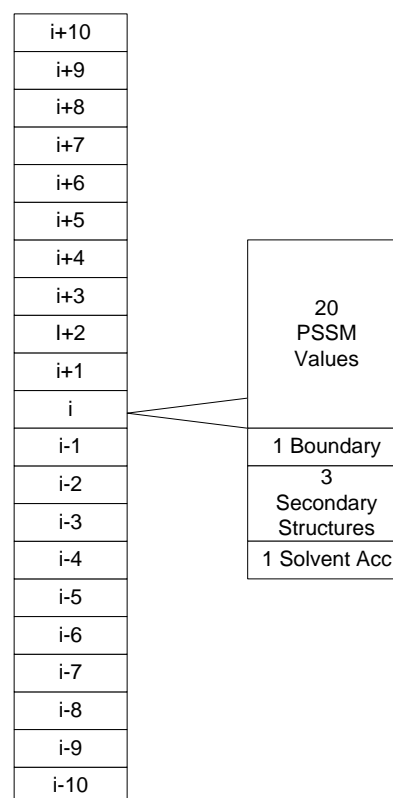 i+10
i+9
i+8
i+7
i+6
i+5
i+4
i+3
I+2
i+1
i
i-1
i-2
i-3
i-4
i-5
i-6
i-7
i-8
i-9
i-10
20
PSSM
Values
1 Boundary
3
Secondary
Structures
1 Solvent Acc